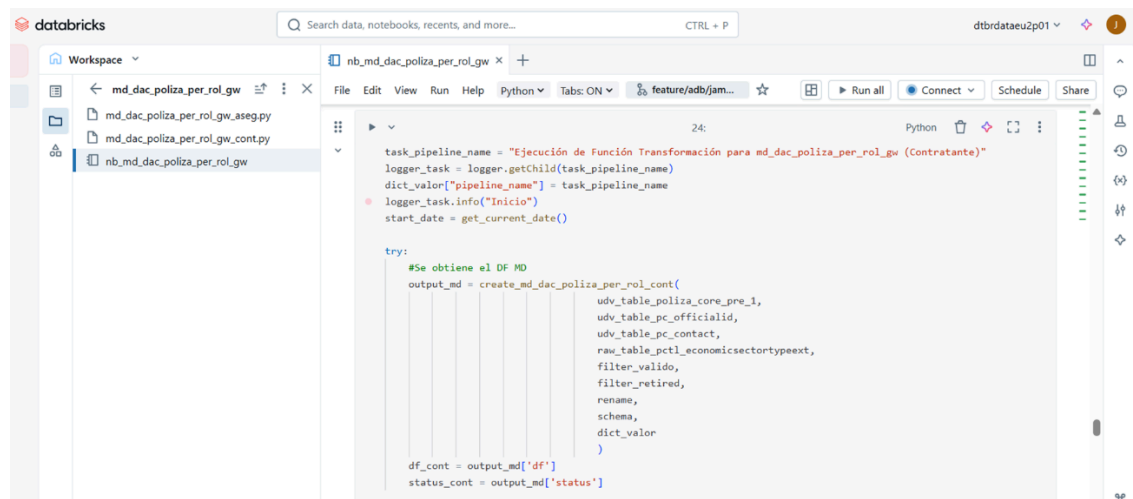 databricks
Search data, notebooks, recents, and more...
CTRL + P
dtbrdataeu2p01
J
Workspace
nb_md_dac_poliza_per_rol_gw
md_dac_poliza_per_rol_gw
File Edit View Run Help Python Tabs: ON feature/adb/jam... Run all Connect Schedule Share
md_dac_poliza_per_rol_gw_aseg.py
md_dac_poliza_per_rol_gw_cont.py
nb_md_dac_poliza_per_rol_gw
24:
Python
task_pipeline_name = "Ejecución de Función Transformación para md_dac_poliza_per_rol_gw (Contratante)"
logger_task = logger.getChild(task_pipeline_name)
dict_valor["pipeline_name"] = task_pipeline_name
logger_task.info("Inicio")
start_date = get_current_date()
try:
#Se obtiene el DF MD
output_md = create_md_dac_poliza_per_rol_cont(
udv_table_poliza_core_pre_1,
udv_table_pc_officialid,
udv_table_pc_contact,
raw_table_pctl_economicsectortypeext,
filter_valido,
filter_retired,
rename,
schema,
dict_valor
)
df_cont = output_md['df']
status_cont = output_md['status']